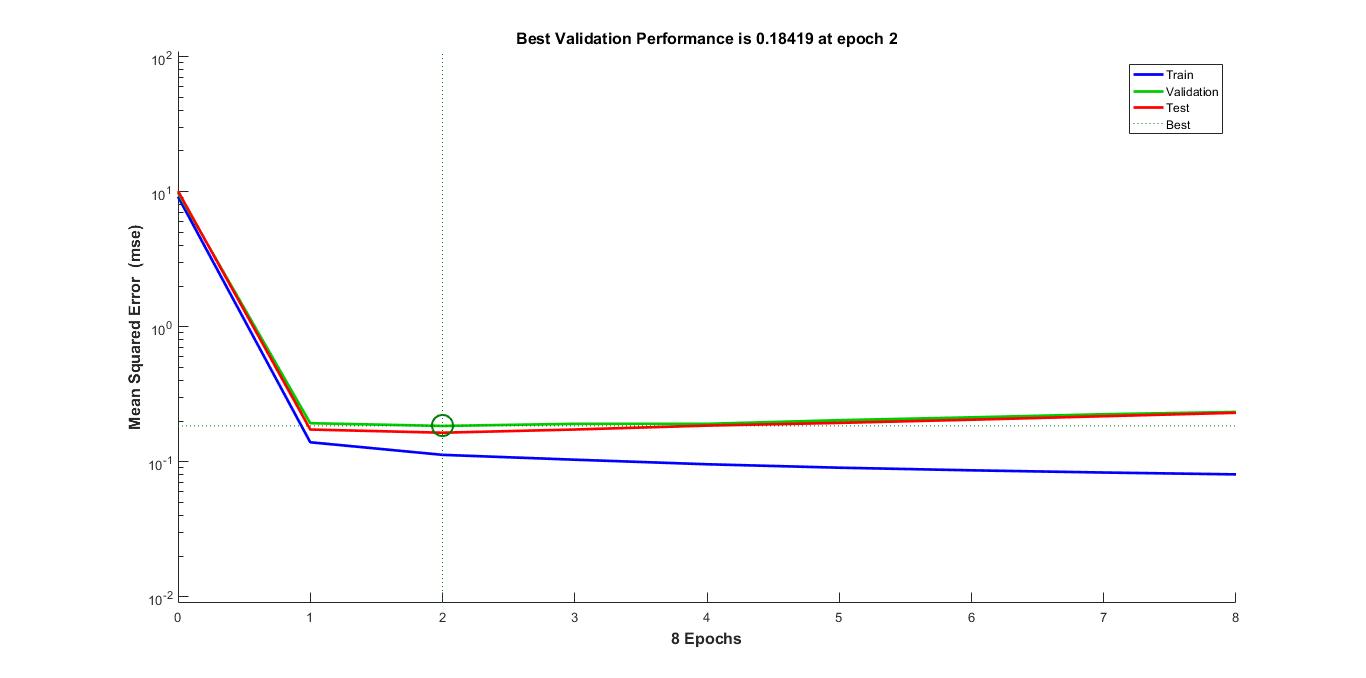 Best Validation Performance is 0.18419 at epoch 2
10^2
10^1
10^0
10^-1
10^-2
Mean Squared Error (mse)
Train
Validation
Test
Best
0 1 2 3 4 5 6 7 8
8 Epochs